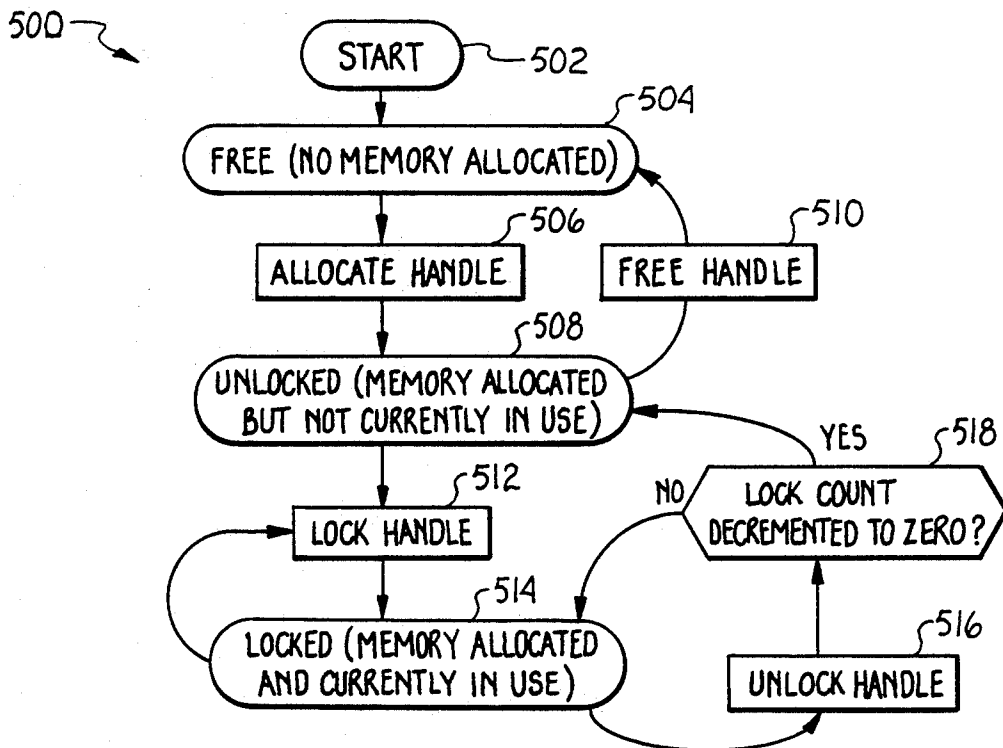 500
START
502
504
FREE (NO MEMORY ALLOCATED)
506
510
ALLOCATE HANDLE
FREE HANDLE
508
UNLOCKED (MEMORY ALLOCATED
BUT NOT CURRENTLY IN USE)
YES
518
512
NO
LOCK COUNT
DECREMENTED TO ZERO?
LOCK HANDLE
514
LOCKED (MEMORY ALLOCATED
AND CURRENTLY IN USE)
516
UNLOCK HANDLE